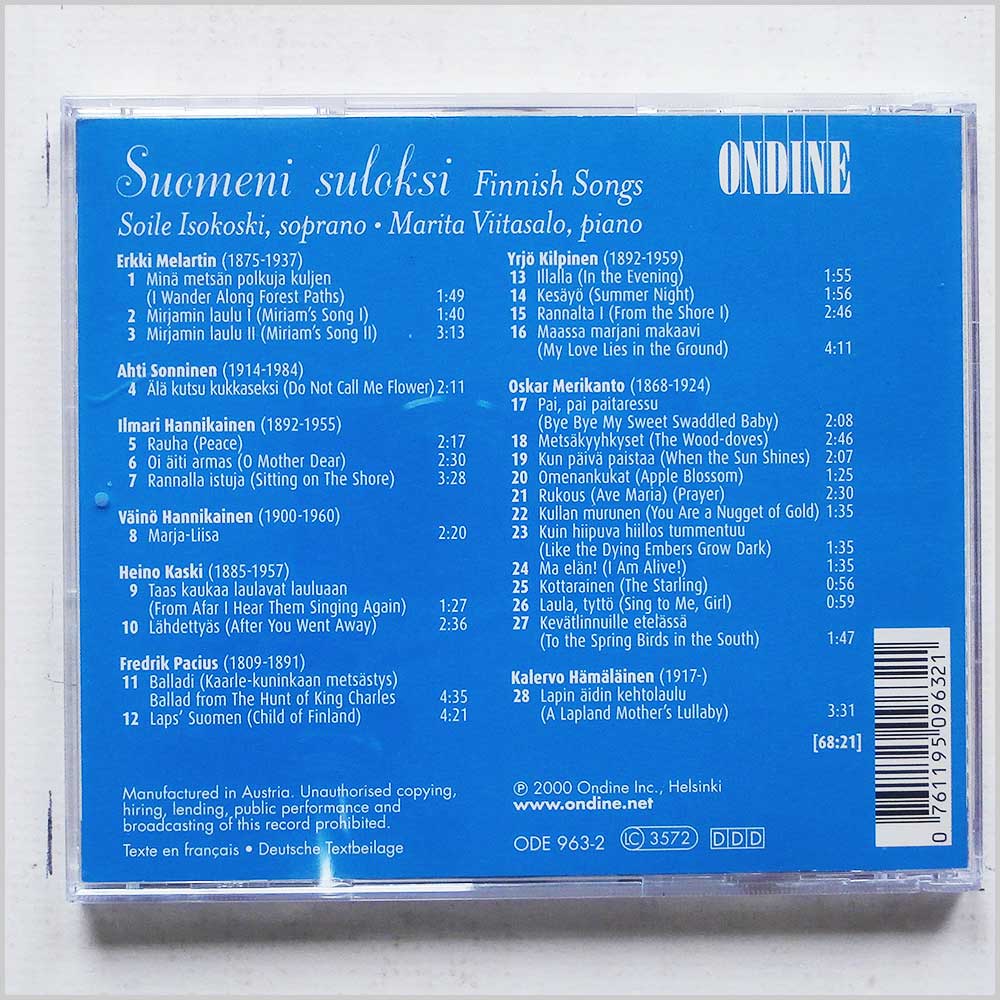 Suomeni suloksi Finnish Songs
ONDINE
Soile Isokoski, soprano • Marita Viitasalo, piano
Erkki Melartin (1875-1937)
1 Minä metsän polkuja kuljen
(I Wander Along Forest Paths) 1:49
2 Mirjamin laulu I (Miriam's Song I) 1:40
3 Mirjamin laulu II (Miriam's Song II) 3:13
Ahti Sonninen (1914-1984)
4 Älä kutsu kukkaseksi (Do Not Call Me Flower) 2:11
Ilmari Hannikainen (1892-1955)
5 Rauha (Peace) 2:17
6 Oi äiti armas (O Mother Dear) 2:30
7 Rannalla istuja (Sitting on The Shore) 3:28
Väinö Hannikainen (1900-1960)
8 Marja-Liisa 2:20
Heino Kaski (1885-1957)
9 Taas kaukaa laulavat lauluaan
(From Afar I Hear Them Singing Again) 1:27
10 Lähdettyäs (After You Went Away) 2:36
Fredrik Pacius (1809-1891)
11 Balladi (Kaarle-kuninkaan metsästys)
Ballad from The Hunt of King Charles 4:35
12 Laps' Suomen (Child of Finland) 4:21
Yrjö Kilpinen (1892-1959)
13 Illalla (In the Evening) 1:55
14 Kesäyö (Summer Night) 1:56
15 Rannalta I (From the Shore I) 2:46
16 Maassa marjani makaavi
(My Love Lies in the Ground) 4:11
Oskar Merikanto (1868-1924)
17 Pai, pai paitaressu
(Bye Bye My Sweet Swaddled Baby) 2:08
18 Metsäkyyhkyset (The Wood-doves) 2:46
19 Kun päivä paistaa (When the Sun Shines) 2:07
20 Omenankukat (Apple Blossom) 1:25
21 Rukous (Ave Maria) (Prayer) 2:30
22 Kullan murunen (You Are a Nugget of Gold) 1:35
23 Kuin hiipuva hiillos tummentuu
(Like the Dying Embers Grow Dark) 1:35
24 Ma elän! (I Am Alive!) 1:35
25 Kottarainen (The Starling) 0:56
26 Laula, tyttö (Sing to Me, Girl) 0:59
27 Kevätlinnuille etelässä
(To the Spring Birds in the South) 1:47
Kalervo Hämäläinen (1917-)
28 Lapin äidin kehtolaulu
(A Lapland Mother's Lullaby) 3:31
[68:21]
Manufactured in Austria. Unauthorised copying,
hiring, lending, public performance and
broadcasting of this record prohibited.
Texte en français • Deutsche Textbeilage
℗ 2000 Ondine Inc., Helsinki
www.ondine.net
ODE 963-2 LC 3572 DDD
0 761195 096321